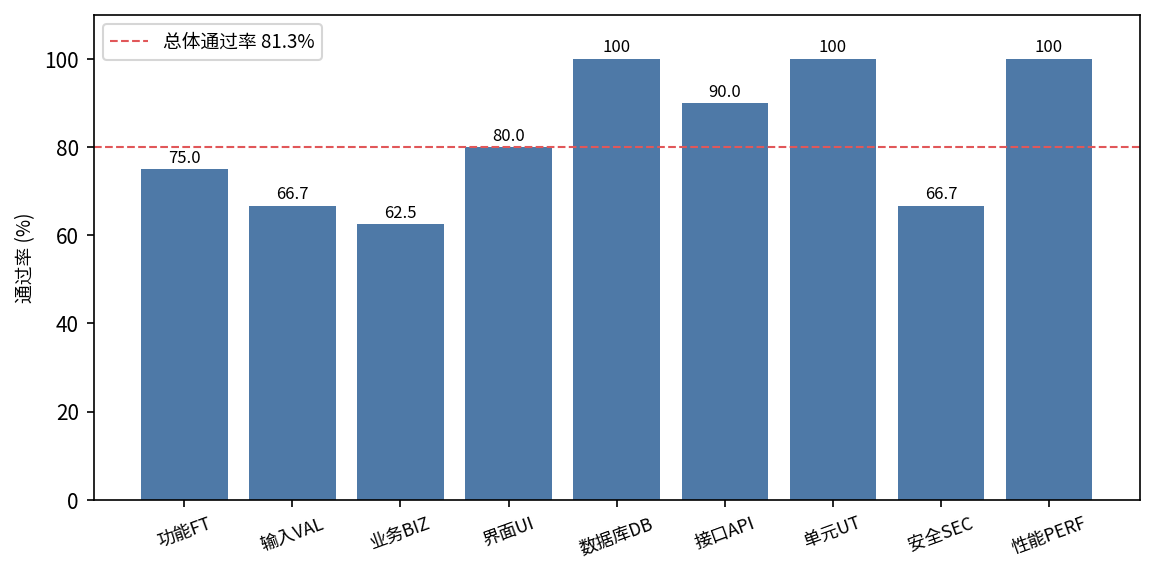 总体通过率 81.3%
通过率 (%)
100
80
60
40
20
0
75.0
66.7
62.5
80.0
100
90.0
100
66.7
100
功能FT
输入VAL
业务BIZ
界面UI
数据库DB
接口API
单元UT
安全SEC
性能PERF